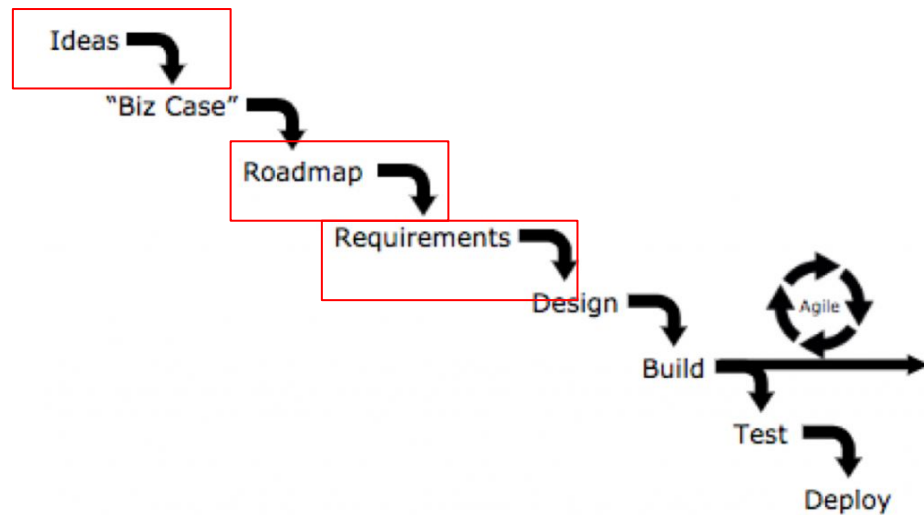 Ideas
“Biz Case”
Roadmap
Requirements
Design
Agile
Build
Test
Deploy